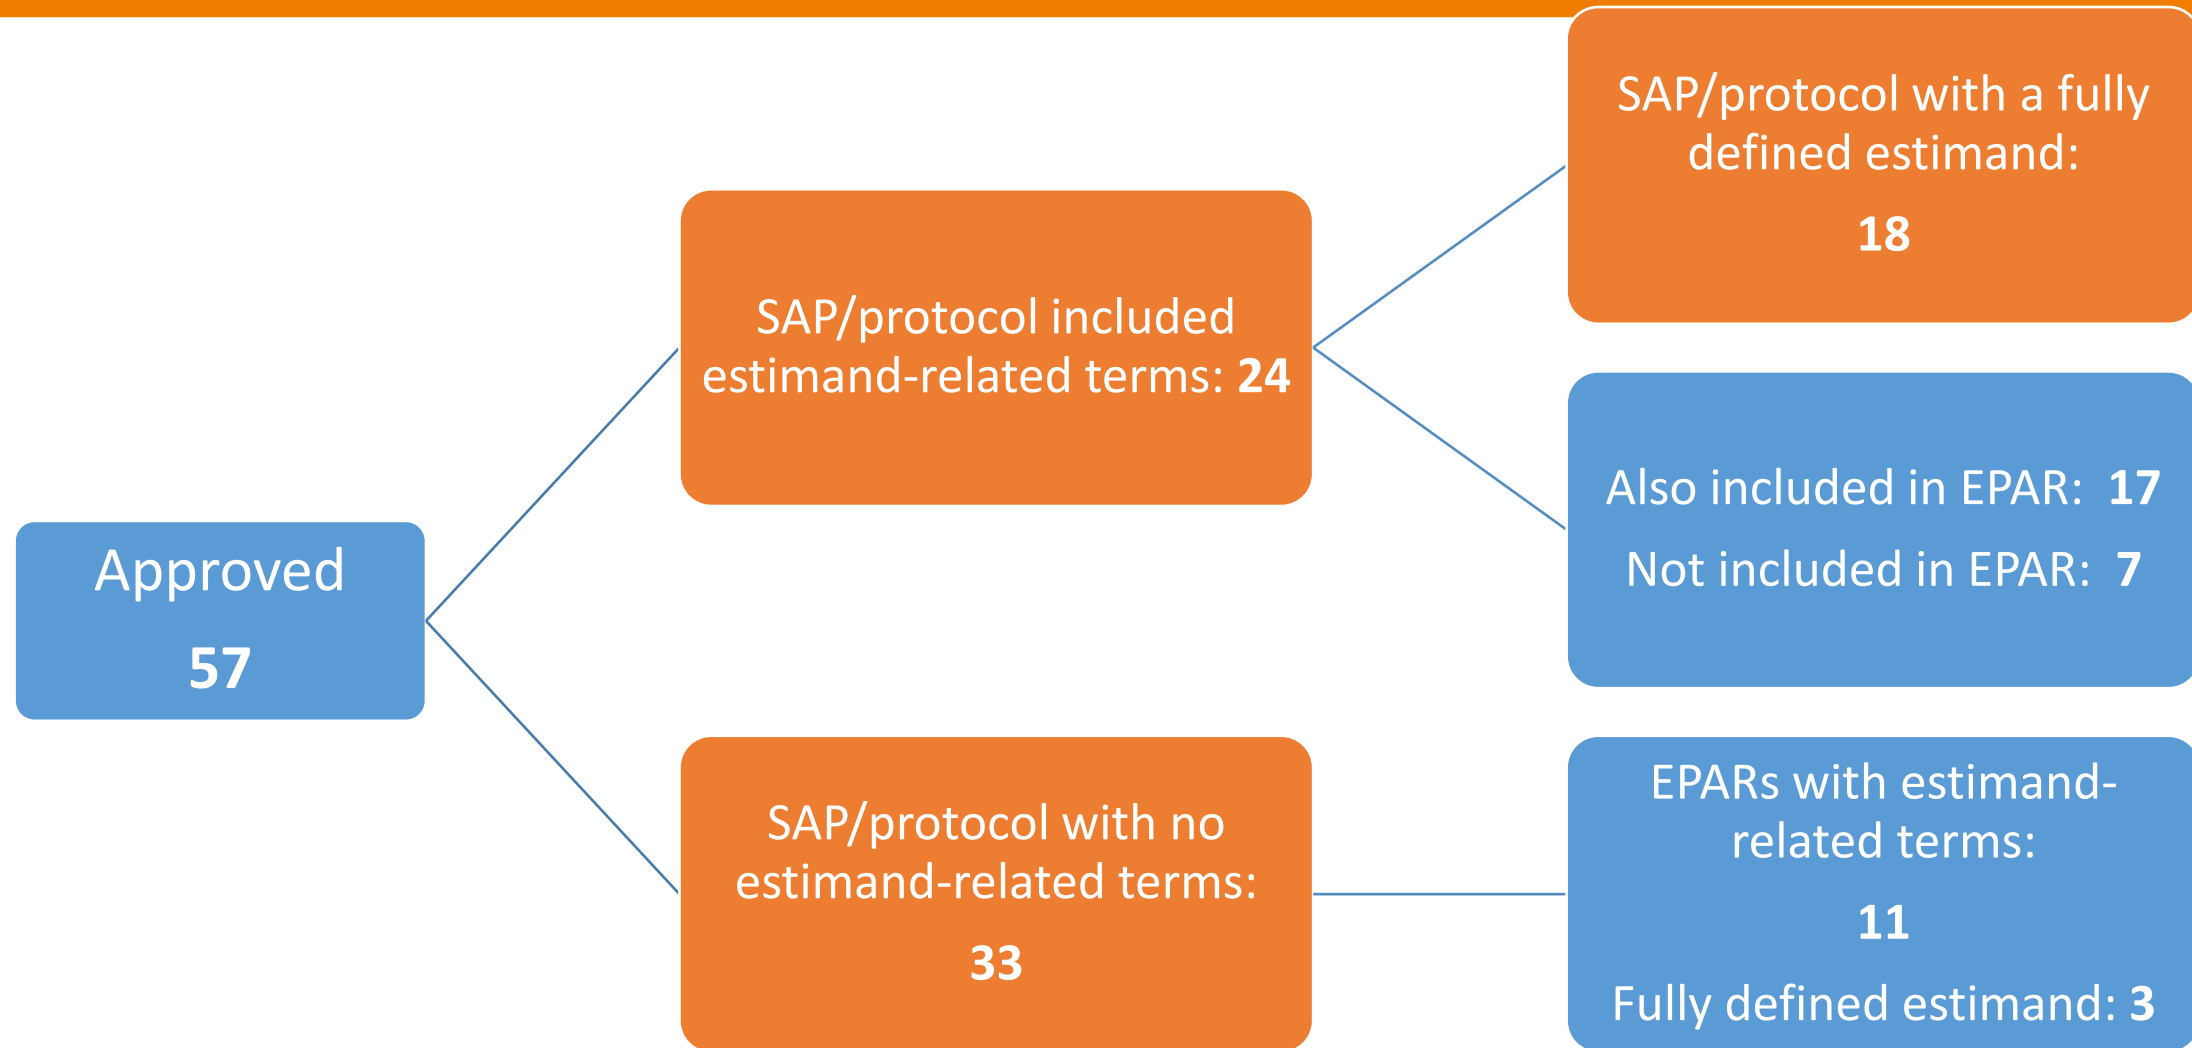 Approved
57
SAP/protocol included
estimand-related terms: 24
SAP/protocol with no
estimand-related terms:
33
SAP/protocol with a fully
defined estimand:
18
Also included in EPAR: 17
Not included in EPAR: 7
EPARs with estimand-
related terms:
11
Fully defined estimand: 3